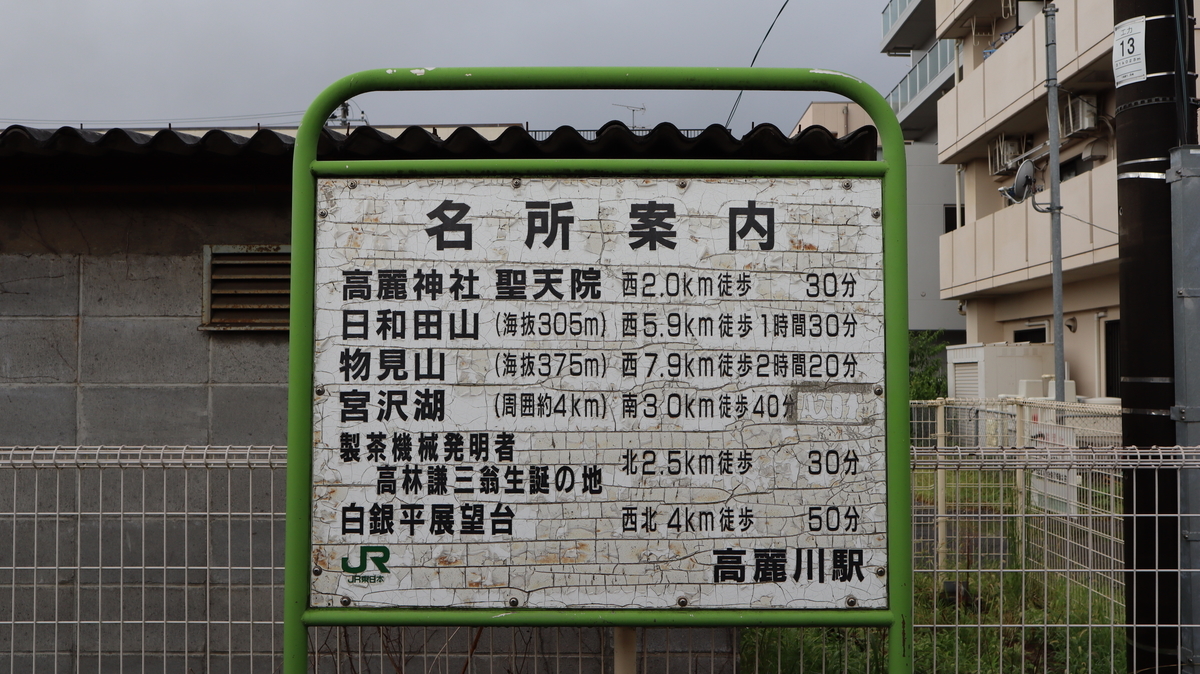 名所案内
高麗神社 聖天院 西2.0km徒歩 30分
日和田山 (海抜305m) 西5.9km徒歩1時間30分
物見山 (海抜375m) 西7.9km徒歩2時間20分
宮沢湖 (周囲約4km) 南3.0km徒歩40分
製茶機械発明者
高林謙三翁生誕の地 北2.5km徒歩 30分
白銀平展望台 西北4km徒歩 50分
JR
JR東日本
高麗川駅
13